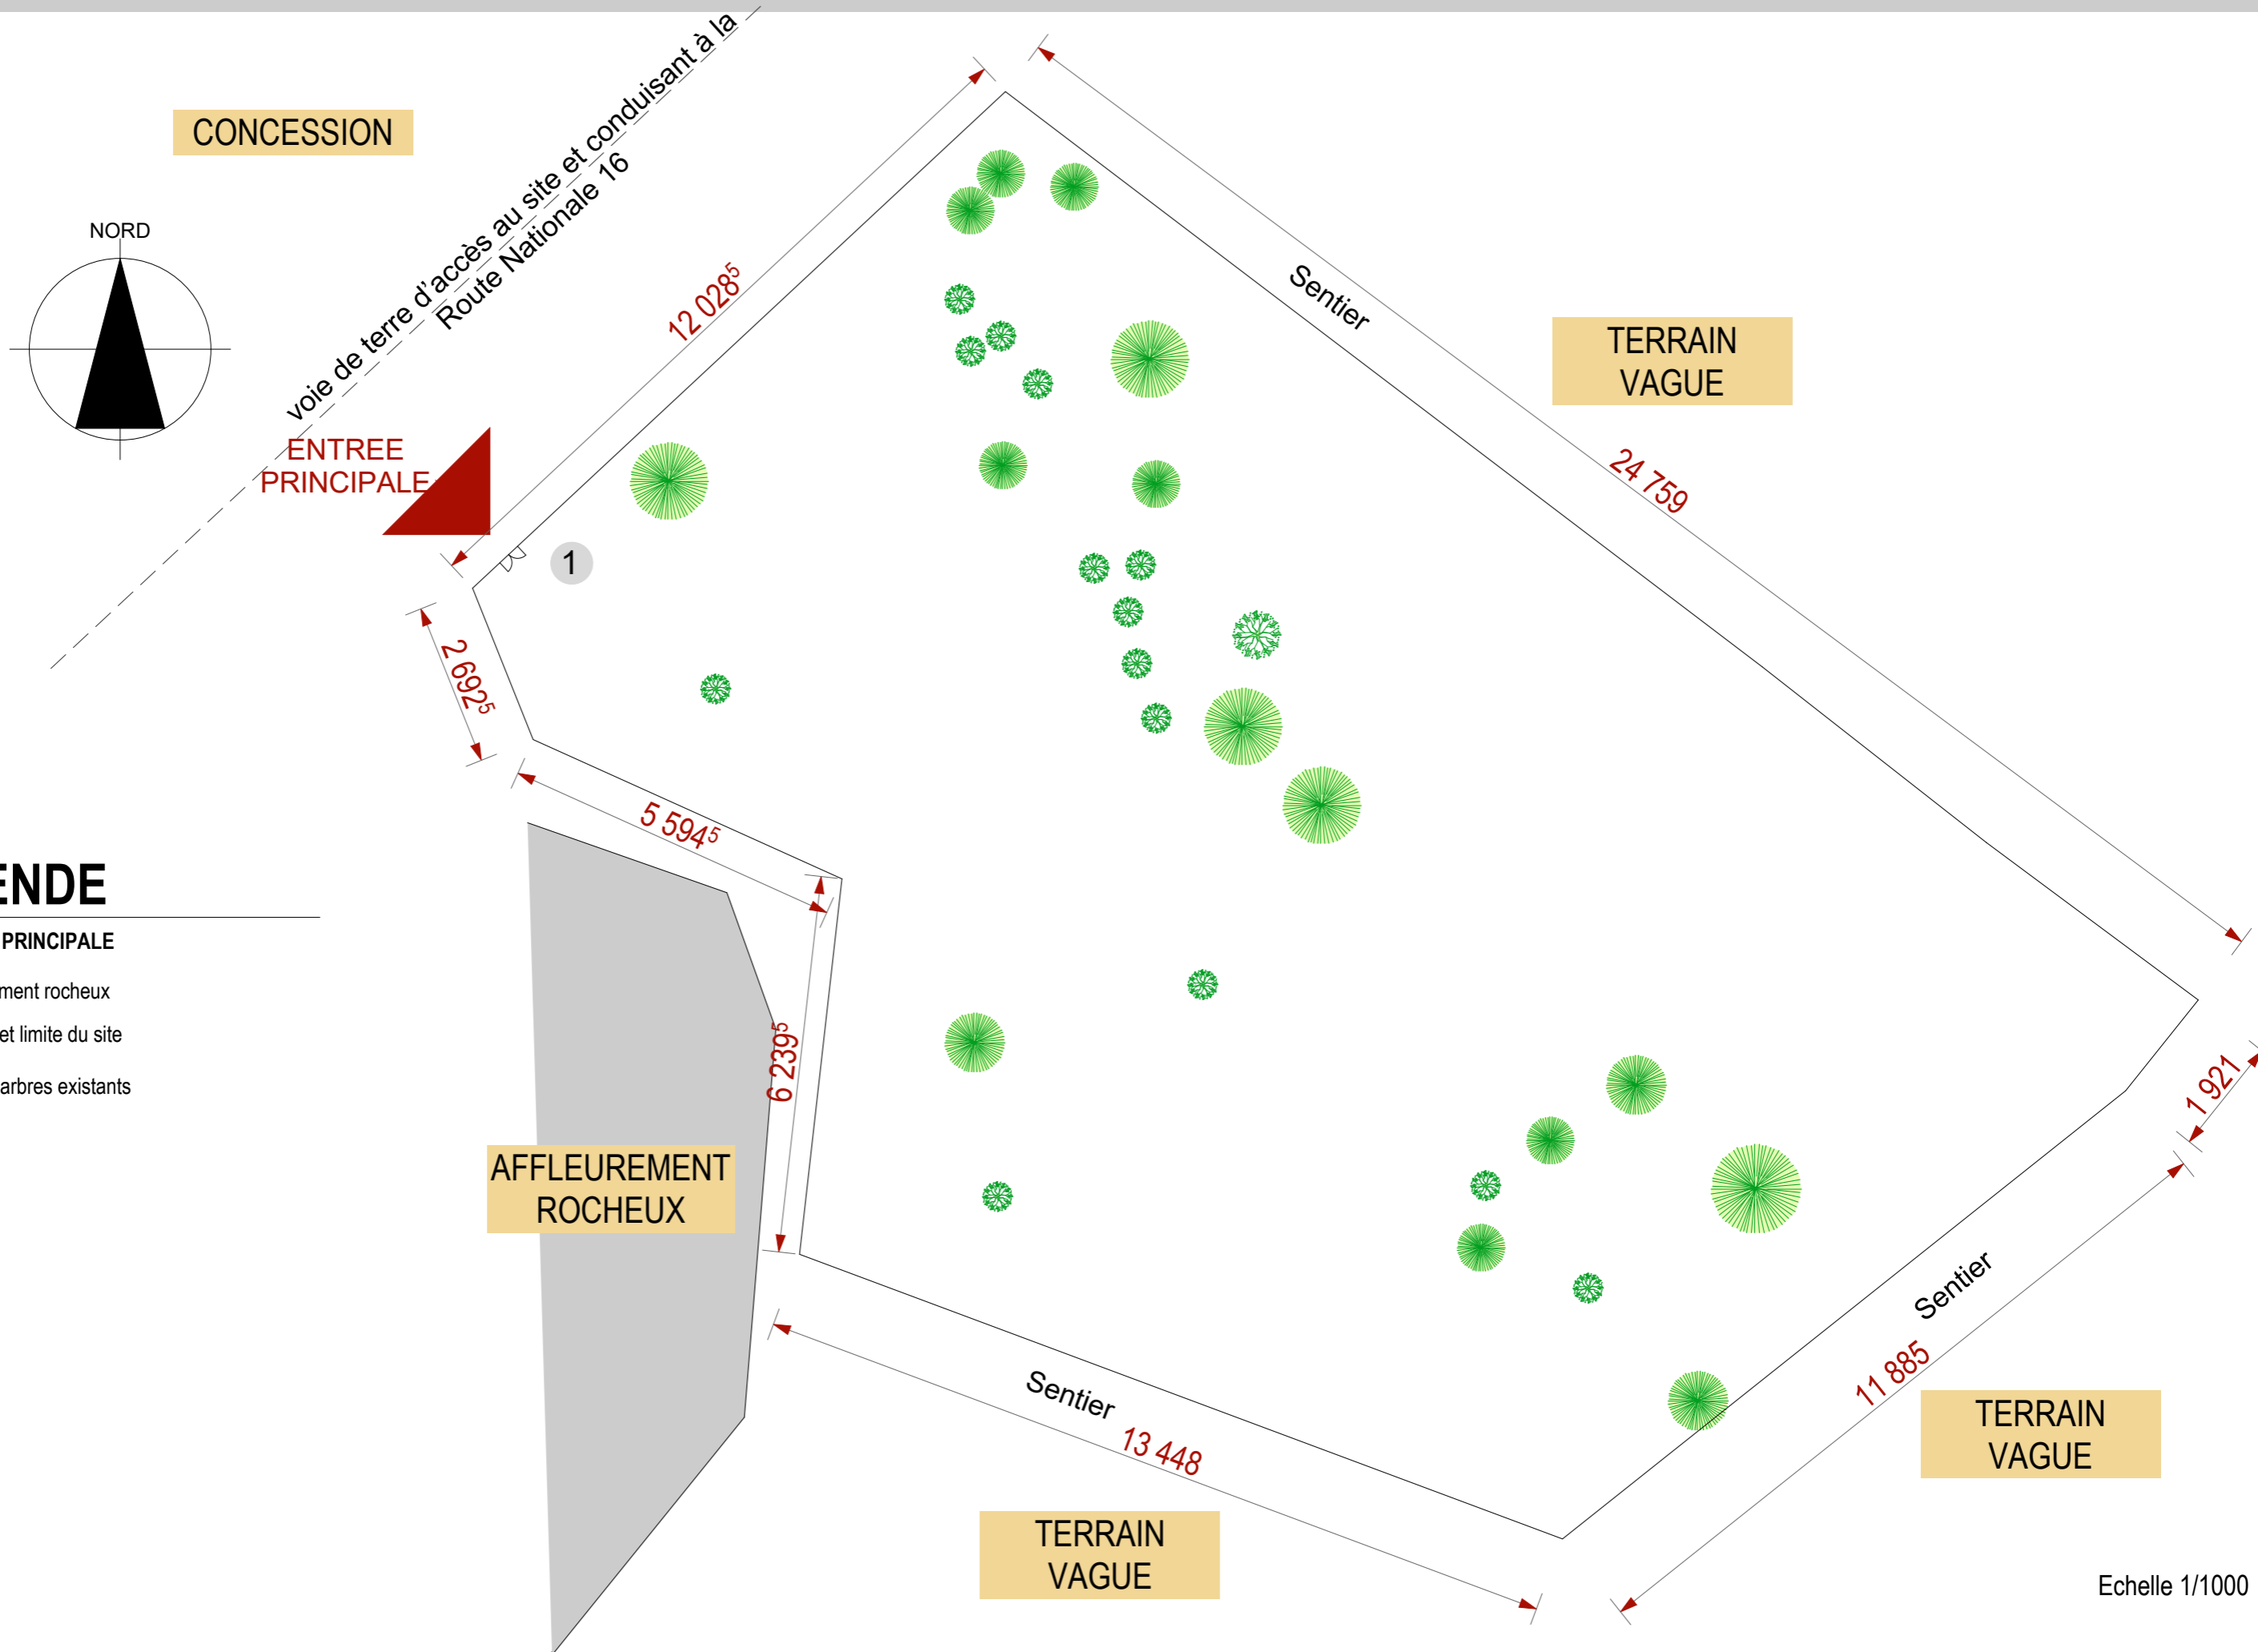 CONCESSION
voie de terre d'accès au site et conduisant à la
Route Nationale 16
NORD
ENTREE
PRINCIPALE
1
12 028⁵
Sentier
TERRAIN
VAGUE
24 759
2 692⁵
5 594⁵
ENDE
PRINCIPALE
ment rocheux
et limite du site
arbres existants
6 239⁵
AFFLEUREMENT
ROCHEUX
1 921
Sentier
11 885
TERRAIN
VAGUE
Sentier
13 448
TERRAIN
VAGUE
Echelle 1/1000